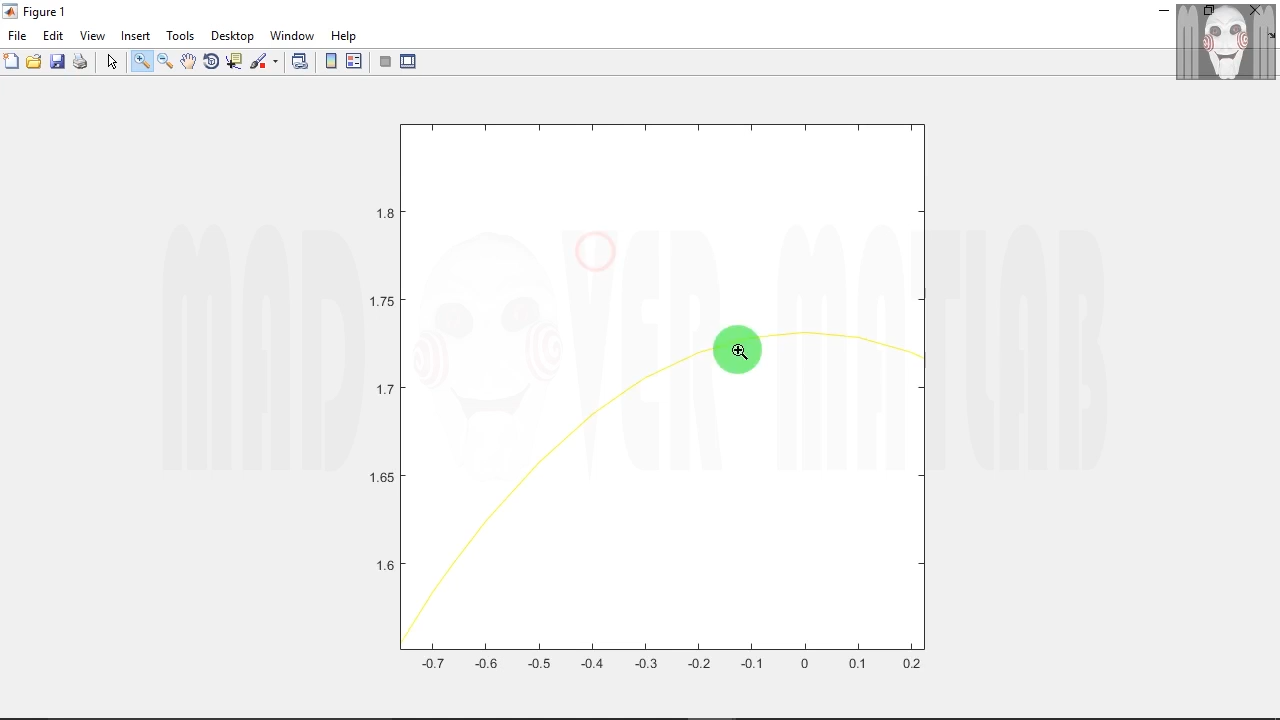 Figure 1
File Edit View Insert Tools Desktop Window Help
1.8
1.75
1.7
1.65
1.6
-0.7 -0.6 -0.5 -0.4 -0.3 -0.2 -0.1 0 0.1 0.2
MAD OVER MATLAB